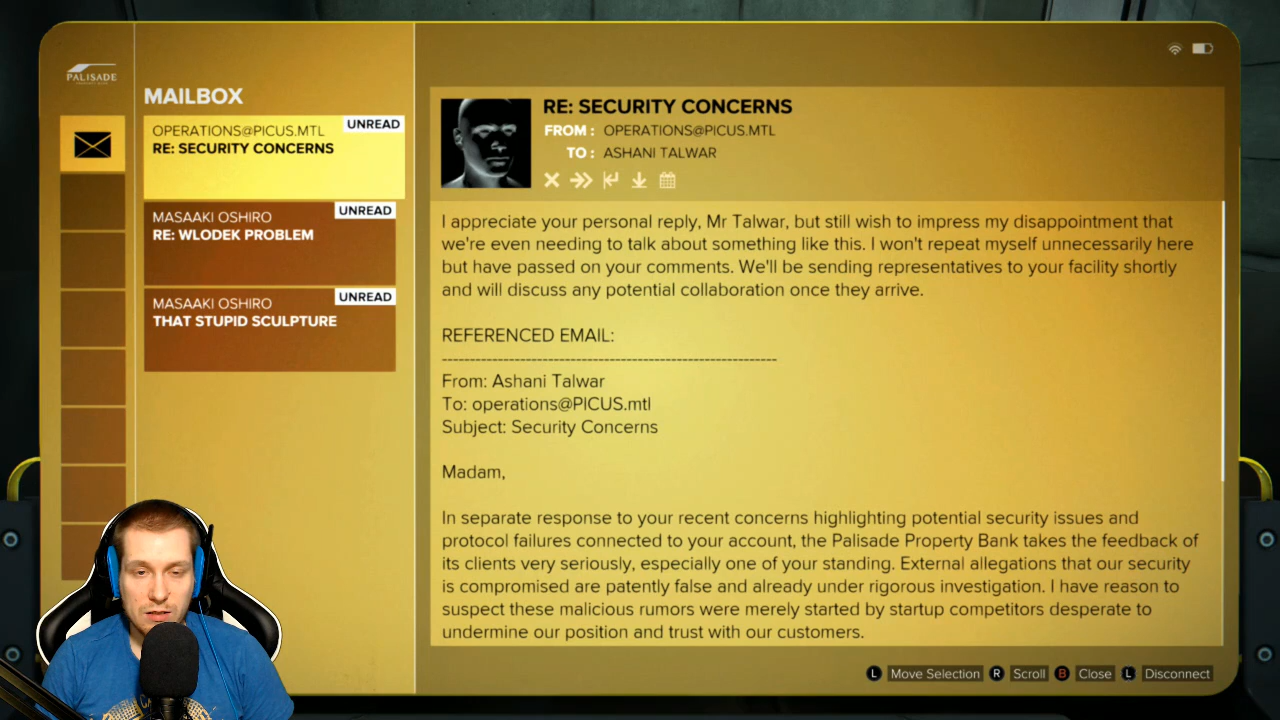 PALISADE
MAILBOX
OPERATIONS@PICUS.MTL
UNREAD
RE: SECURITY CONCERNS
MASAAKI OSHIRO
UNREAD
RE: WLODEK PROBLEM
MASAAKI OSHIRO
UNREAD
THAT STUPID SCULPTURE
RE: SECURITY CONCERNS
FROM: OPERATIONS@PICUS.MTL
TO: ASHANI TALWAR
I appreciate your personal reply, Mr Talwar, but still wish to impress my disappointment that
we're even needing to talk about something like this. I won't repeat myself unnecessarily here
but have passed on your comments. We'll be sending representatives to your facility shortly
and will discuss any potential collaboration once they arrive.
REFERENCED EMAIL:
------------------------------------------------------------
From: Ashani Talwar
To: operations@PICUS.mtl
Subject: Security Concerns
Madam,
In separate response to your recent concerns highlighting potential security issues and
protocol failures connected to your account, the Palisade Property Bank takes the feedback of
its clients very seriously, especially one of your standing. External allegations that our security
is compromised are patently false and already under rigorous investigation. I have reason to
suspect these malicious rumors were merely started by startup competitors desperate to
undermine our position and trust with our customers.
L Move Selection R Scroll B Close L Disconnect